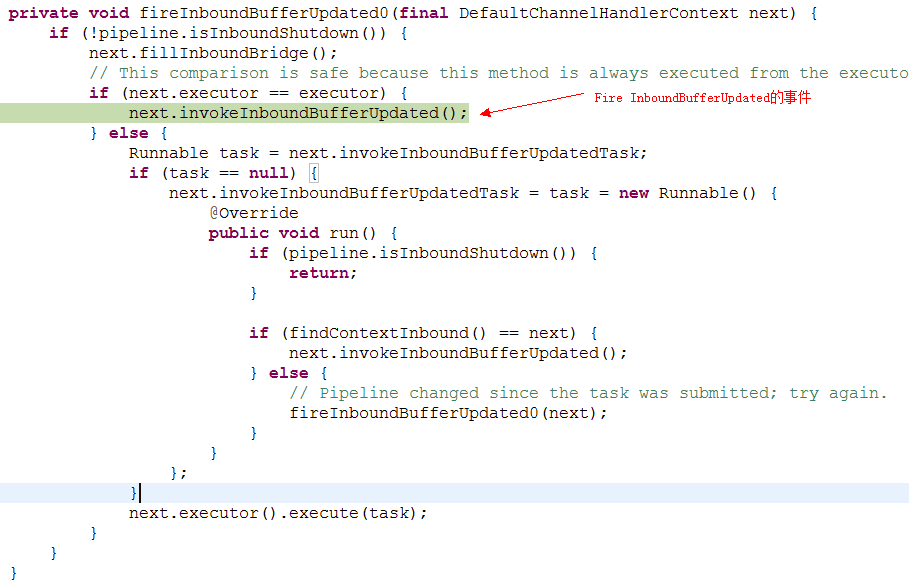 private void fireInboundBufferUpdated0(final DefaultChannelHandlerContext next) {
    if (!pipeline.isInboundShutdown()) {
        next.fillInboundBridge();
        // This comparison is safe because this method is always executed from the executo
        if (next.executor == executor) {
            next.invokeInboundBufferUpdated();
Fire InboundBufferUpdated的事件
        } else {
            Runnable task = next.invokeInboundBufferUpdatedTask;
            if (task == null) {
                next.invokeInboundBufferUpdatedTask = task = new Runnable() {
                    @Override
                    public void run() {
                        if (pipeline.isInboundShutdown()) {
                            return;
                        }
                        if (findContextInbound() == next) {
                            next.invokeInboundBufferUpdated();
                        } else {
                            // Pipeline changed since the task was submitted; try again.
                            fireInboundBufferUpdated0(next);
                        }
                    }
                };
            }
            next.executor().execute(task);
        }
    }
}